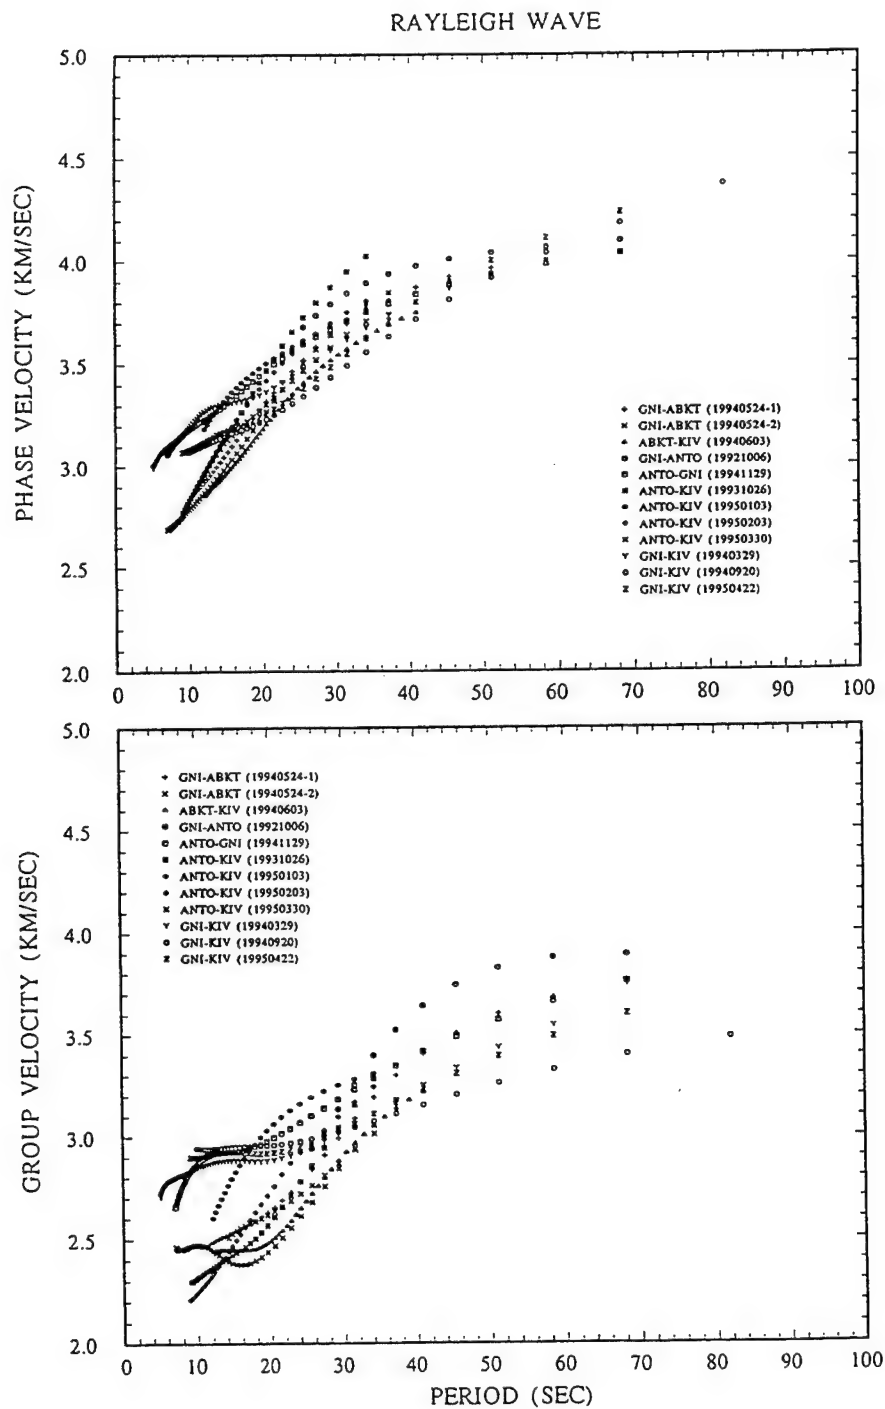 RAYLEIGH WAVE
PHASE VELOCITY (KM/SEC)
5.0
4.5
4.0
3.5
3.0
2.5
2.0
GNI-ABKT (19940524-1)
GNI-ABKT (19940524-2)
ABKT-KIV (19940603)
GNI-ANTO (19921006)
ANTO-GNI (19941129)
ANTO-KIV (19931026)
ANTO-KIV (19950103)
ANTO-KIV (19950203)
ANTO-KIV (19950330)
GNI-KIV (19940329)
GNI-KIV (19940920)
GNI-KIV (19950422)
0 10 20 30 40 50 60 70 80 90 100
GROUP VELOCITY (KM/SEC)
5.0
4.5
4.0
3.5
3.0
2.5
2.0
GNI-ABKT (19940524-1)
GNI-ABKT (19940524-2)
ABKT-KIV (19940603)
GNI-ANTO (19921006)
ANTO-GNI (19941129)
ANTO-KIV (19931026)
ANTO-KIV (19950103)
ANTO-KIV (19950203)
ANTO-KIV (19950330)
GNI-KIV (19940329)
GNI-KIV (19940920)
GNI-KIV (19950422)
0 10 20 30 40 50 60 70 80 90 100
PERIOD (SEC)